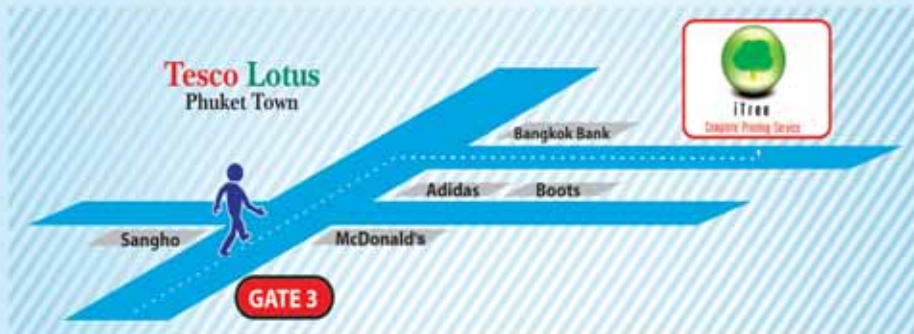 Tesco Lotus
Phuket Town
iTree
Complete Printing Service
Bangkok Bank
Adidas
Boots
Sangho
McDonald's
GATE 3